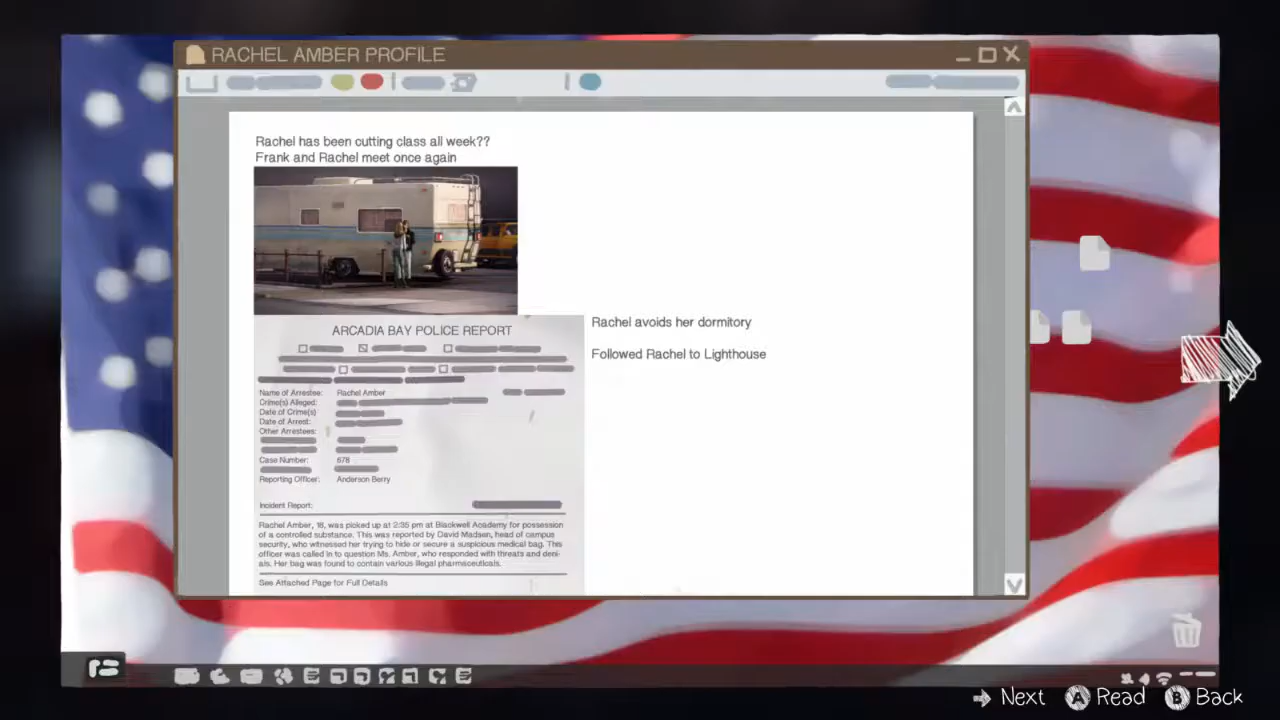 RACHEL AMBER PROFILE
Rachel has been cutting class all week??
Frank and Rachel meet once again
ARCADIA BAY POLICE REPORT
Name of Arrestee: Rachel Amber
Crime(s) Alleged:
Date of Crime(s)
Date of Arrest:
Other Arrestees:
Case Number: 678
Reporting Officer: Anderson Berry
Incident Report:
Rachel Amber, 18, was picked up at 2:35 pm at Blackwell Academy for possession
of a controlled substance. This was reported by David Madsen, head of campus
security, who witnessed her trying to hide or secure a suspicious medical bag. This
officer was called in to question Ms. Amber, who responded with threats and deni-
als. Her bag was found to contain various illegal pharmaceuticals.
See Attached Page for Full Details
Rachel avoids her dormitory
Followed Rachel to Lighthouse
Next A Read B Back